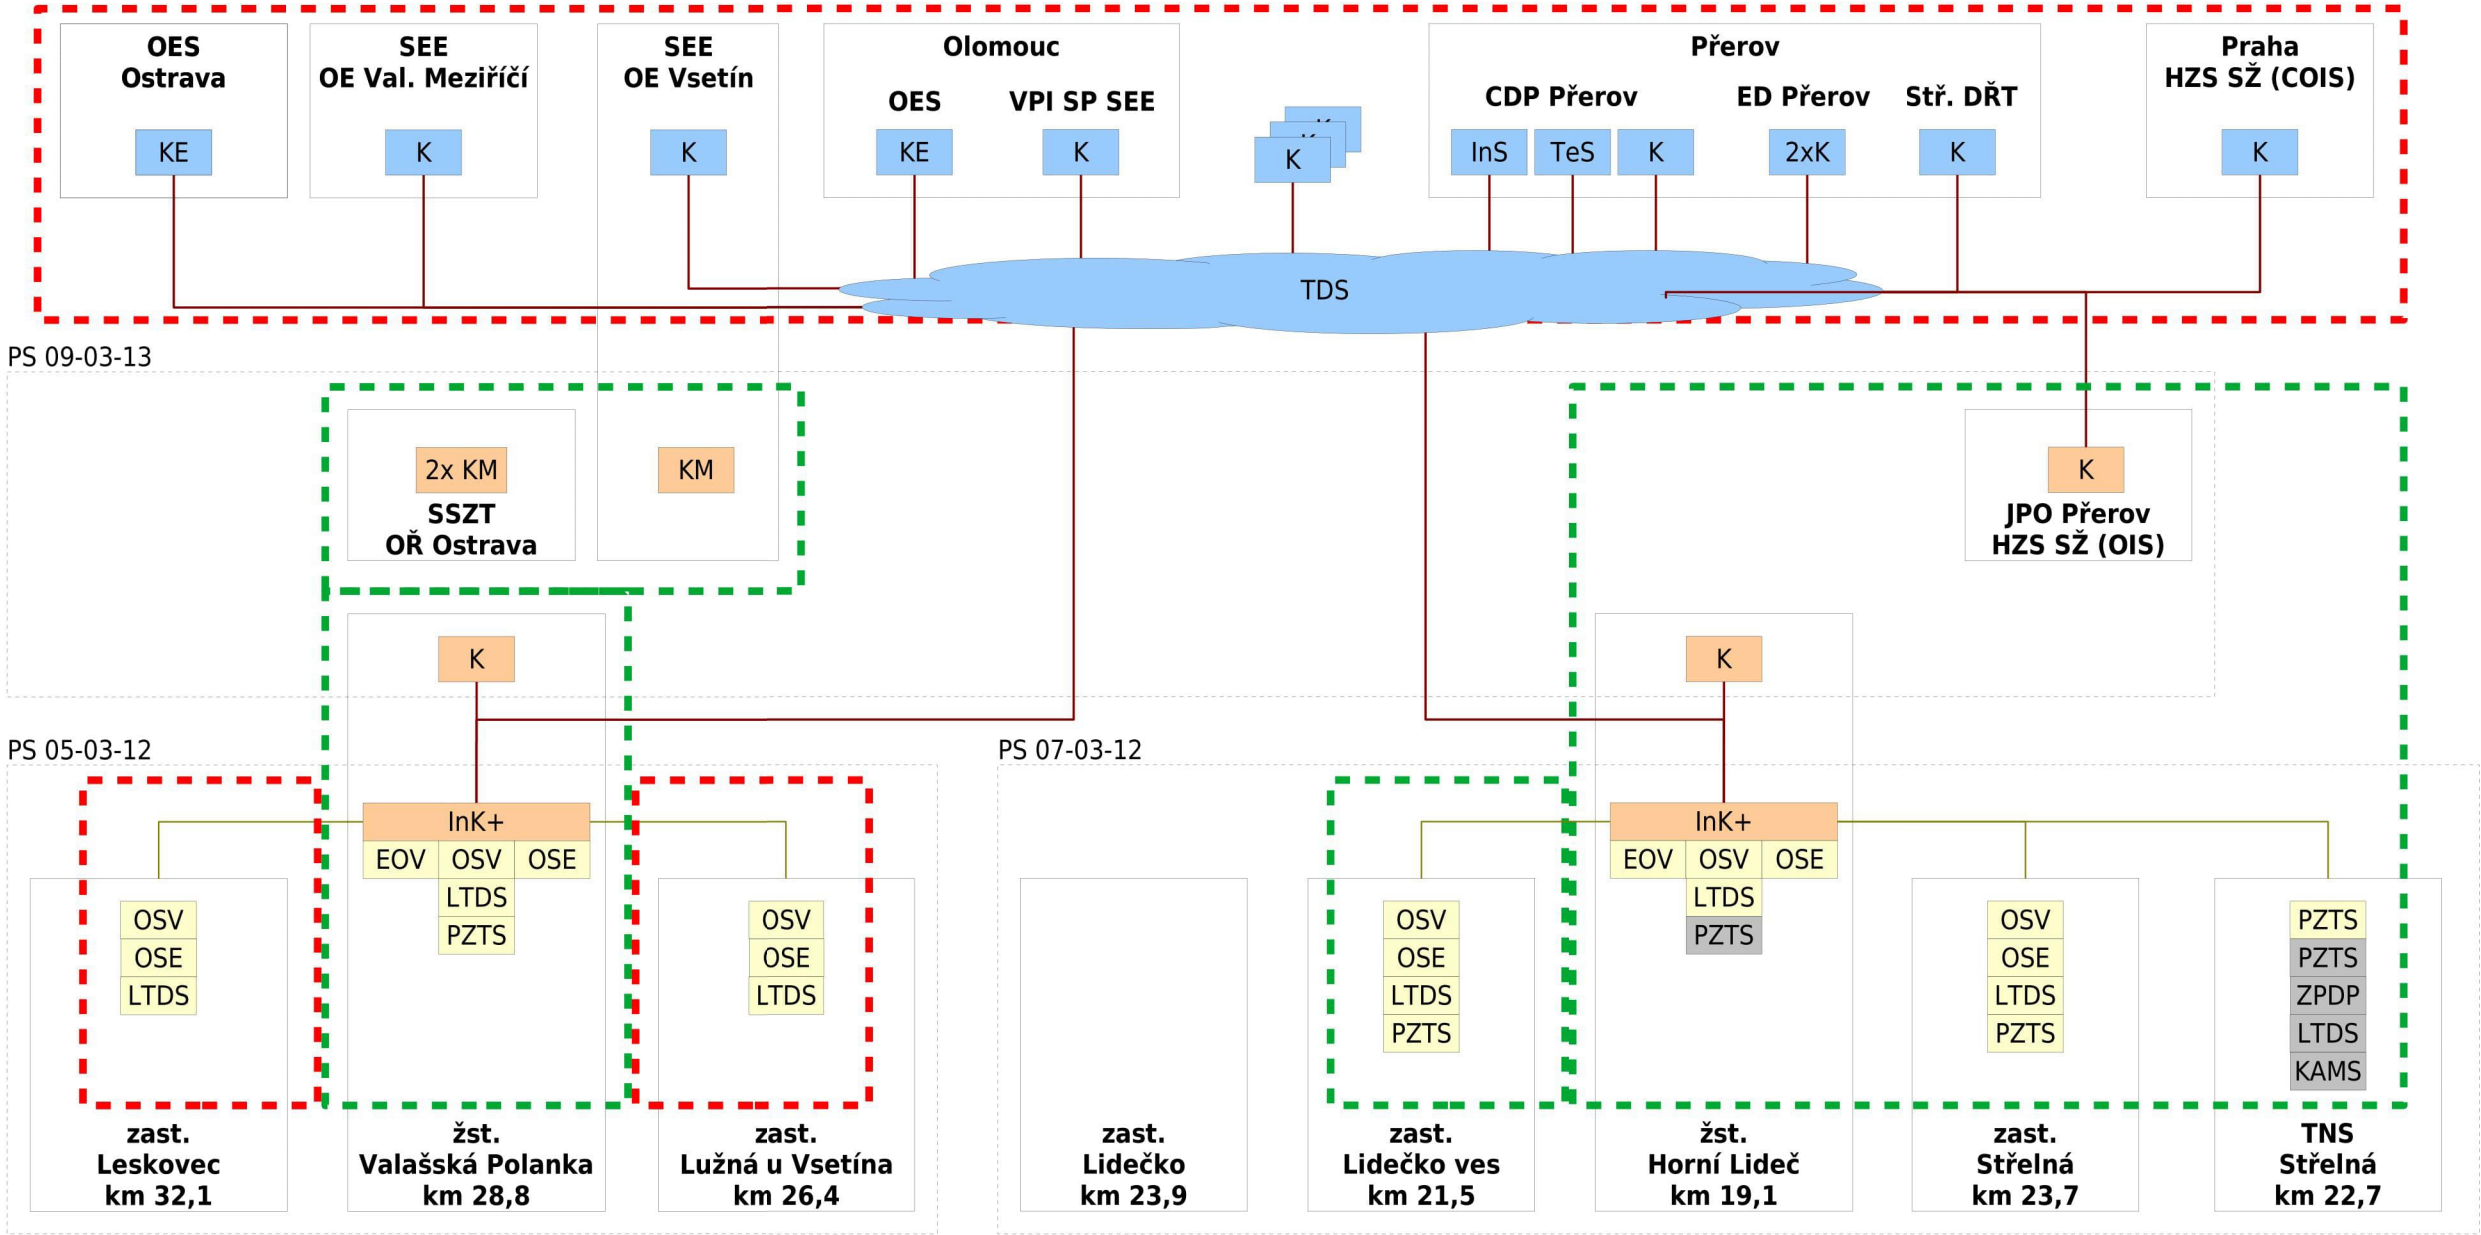 OES
Ostrava
KE
SEE
OE Val. Meziříčí
K
SEE
OE Vsetín
K
Olomouc
OES
VPI SP SEE
KE
K
K
K
K
Přerov
CDP Přerov
ED Přerov
Stř. DŘT
InS
TeS
K
2xK
K
Praha
HZS SŽ (COIS)
K
TDS
PS 09-03-13
2x KM
SSZT
OŘ Ostrava
KM
K
JPO Přerov
HZS SŽ (OIS)
K
K
PS 05-03-12
OSV
OSE
LTDS
zast.
Leskovec
km 32,1
InK+
EOV
OSV
OSE
LTDS
PZTS
žst.
Valašská Polanka
km 28,8
OSV
OSE
LTDS
zast.
Lužná u Vsetína
km 26,4
PS 07-03-12
zast.
Lidečko
km 23,9
OSV
OSE
LTDS
PZTS
zast.
Lidečko ves
km 21,5
InK+
EOV
OSV
OSE
LTDS
PZTS
žst.
Horní Lideč
km 19,1
OSV
OSE
LTDS
PZTS
zast.
Střelná
km 23,7
PZTS
PZTS
ZPDP
LTDS
KAMS
TNS
Střelná
km 22,7